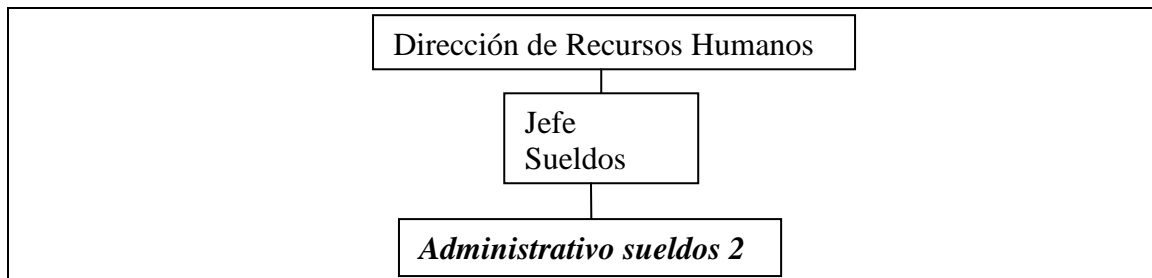 Dirección de Recursos Humanos
Jefe
Sueldos
Administrativo sueldos 2